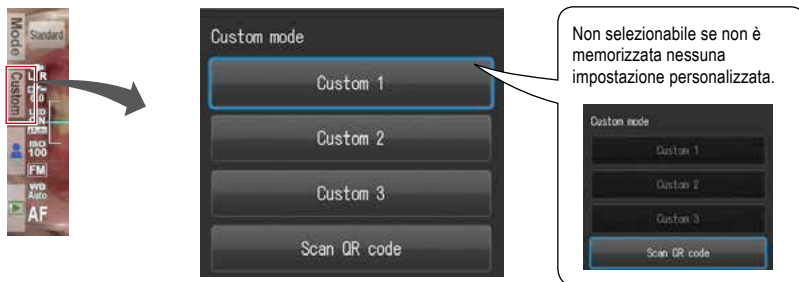 Mode
Standard
Custom
ISO
100
FM
WB
Auto
AF
Custom mode
Custom 1
Custom 2
Custom 3
Scan QR code
Non selezionabile se non è
memorizzata nessuna
impostazione personalizzata.
Custom mode
Custom 1
Custom 2
Custom 3
Scan QR code